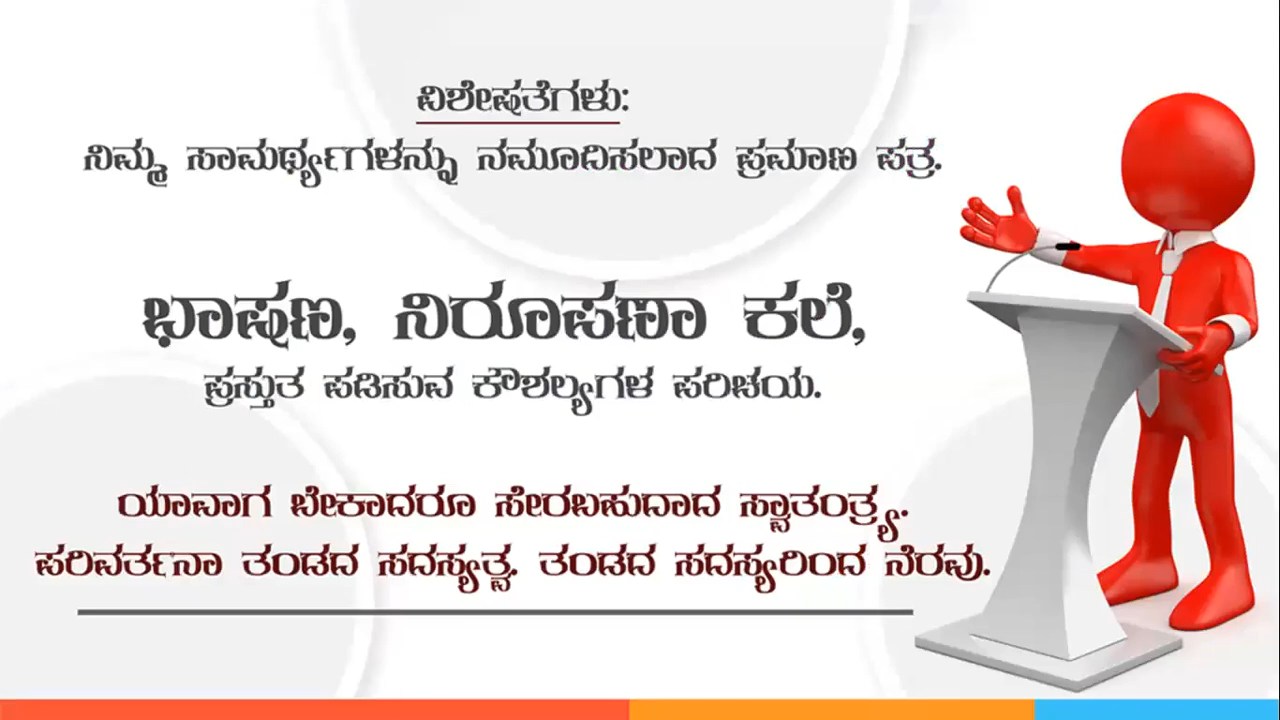 ವಿಶೇಷತೆಗಳು:
ನಿಮ್ಮ ಸಾಮರ್ಥ್ಯಗಳನ್ನು ನಮೂದಿಸಲಾದ ಪ್ರಮಾಣ ಪತ್ರ.
ಭಾಷಣ, ನಿರೂಪಣಾ ಕಲೆ,
ಪ್ರಸ್ತುತ ಪಡಿಸುವ ಕೌಶಲ್ಯಗಳ ಪರಿಚಯ.
ಯಾವಾಗ ಬೇಕಾದರೂ ಸೇರಬಹುದಾದ ಸ್ವಾತಂತ್ರ್ಯ.
ಪರಿವರ್ತನಾ ತಂಡದ ಸದಸ್ಯತ್ವ. ತಂಡದ ಸದಸ್ಯರಿಂದ ನೆರವು.